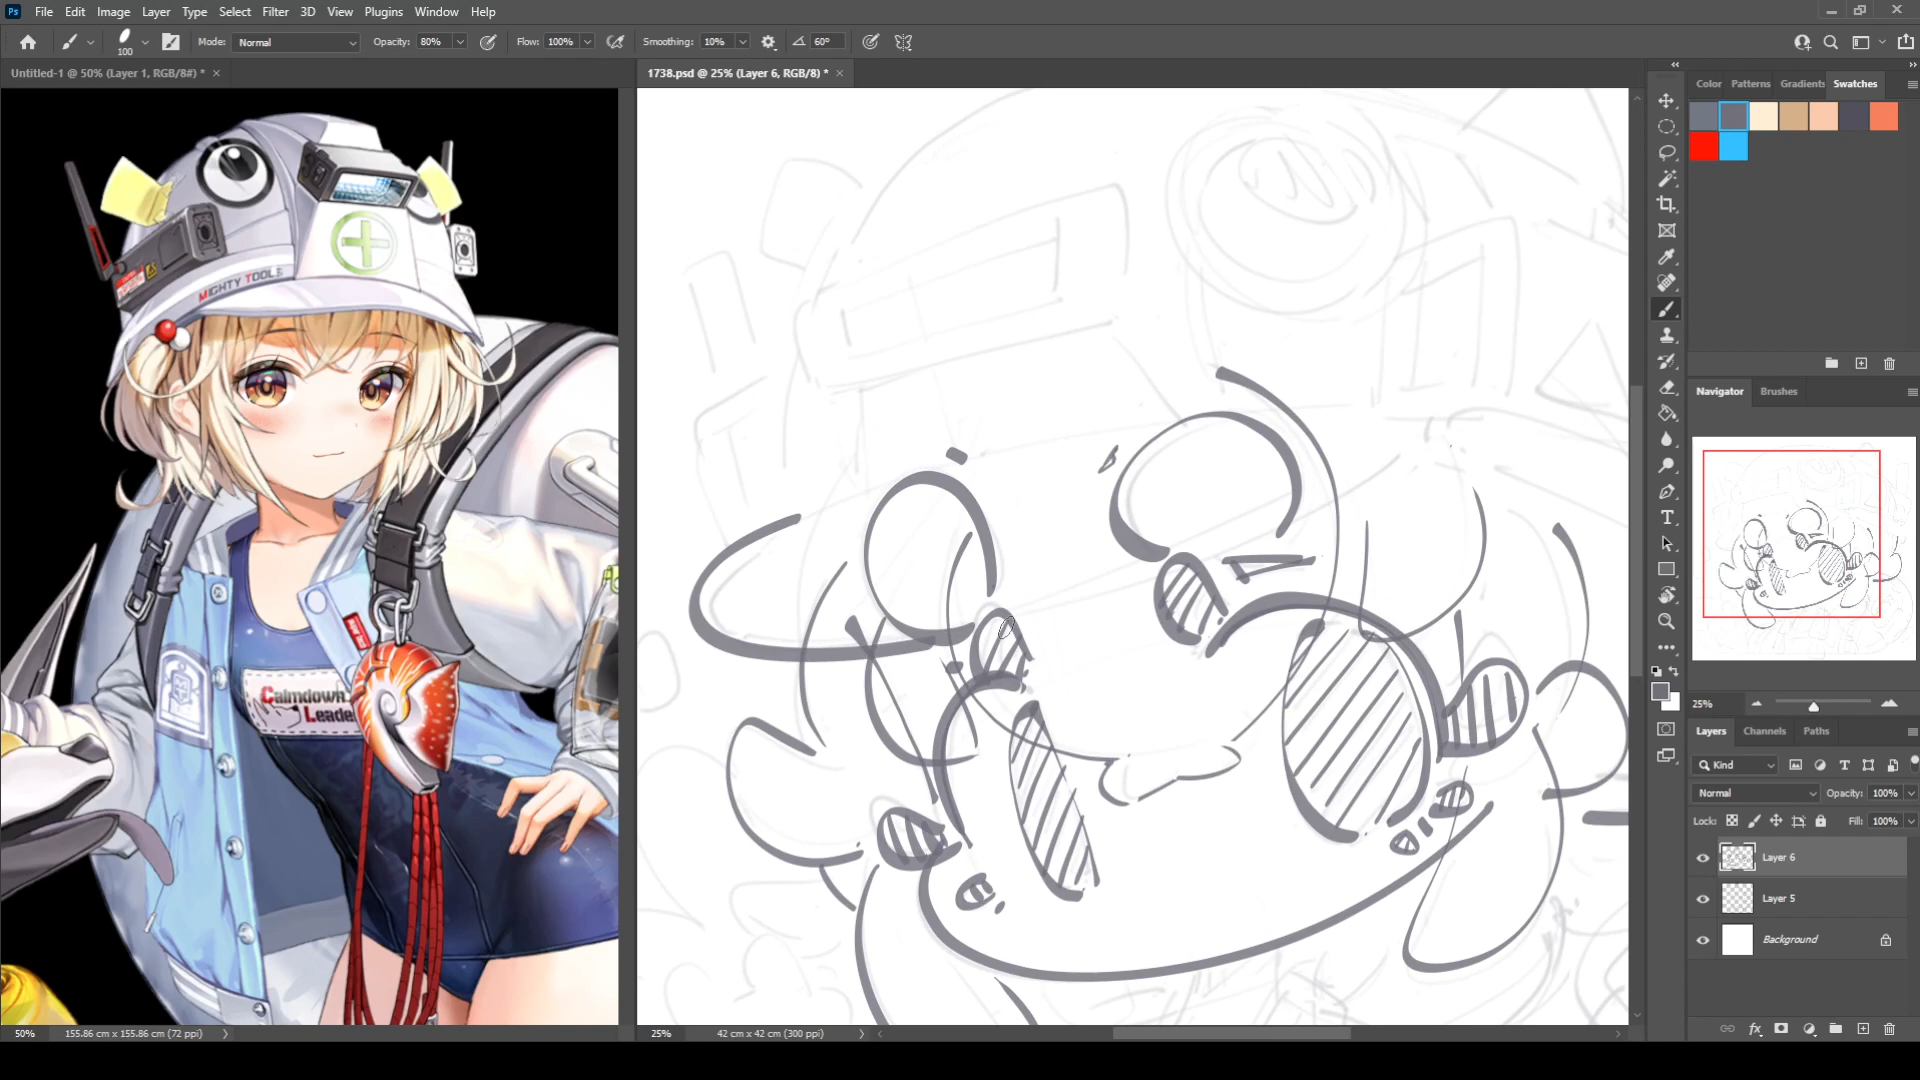 Ps File Edit Image Layer Type Select Filter 3D View Plugins Window Help
100 Mode: Normal Opacity: 80% Flow: 100% Smoothing: 10% 60°
Untitled-1 @ 50% (Layer 1, RGB/8#) * ×
1738.psd @ 25% (Layer 6, RGB/8) * ×
Color Patterns Gradients Swatches
MIGHTY TOOLS
Calmdown
Leader
Navigator Brushes
25%
Layers Channels Paths
Kind
Normal Opacity: 100%
Lock: Fill: 100%
Layer 6
Layer 5
Background
50% 155.86 cm x 155.86 cm (72 ppi)
25% 42 cm x 42 cm (300 ppi)